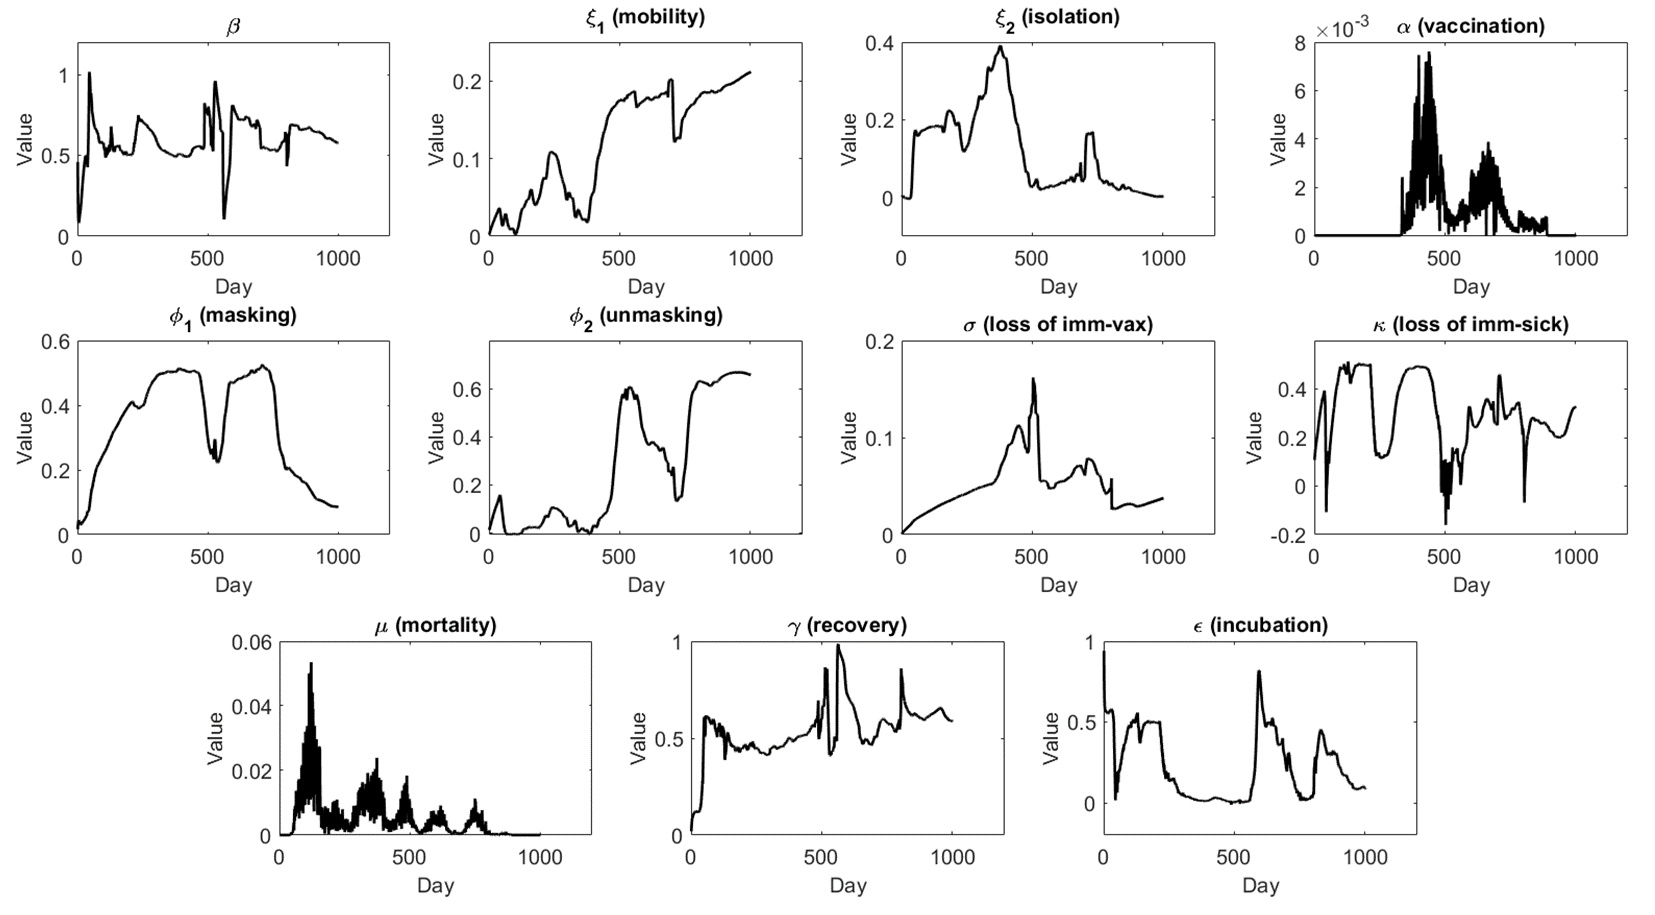 β
1
0.5
0
Value
0 500 1000
Day
ξ1 (mobility)
0.2
0.1
0
Value
0 500 1000
Day
ξ2 (isolation)
0.4
0.2
0
Value
0 500 1000
Day
×10-3 α (vaccination)
8
6
4
2
0
Value
0 500 1000
Day
ϕ1 (masking)
0.6
0.4
0.2
0
Value
0 500 1000
Day
ϕ2 (unmasking)
0.6
0.4
0.2
0
Value
0 500 1000
Day
σ (loss of imm-vax)
0.2
0.1
0
Value
0 500 1000
Day
κ (loss of imm-sick)
0.4
0.2
0
-0.2
Value
0 500 1000
Day
μ (mortality)
0.06
0.04
0.02
0
Value
0 500 1000
Day
γ (recovery)
1
0.5
0
Value
0 500 1000
Day
ϵ (incubation)
1
0.5
0
Value
0 500 1000
Day